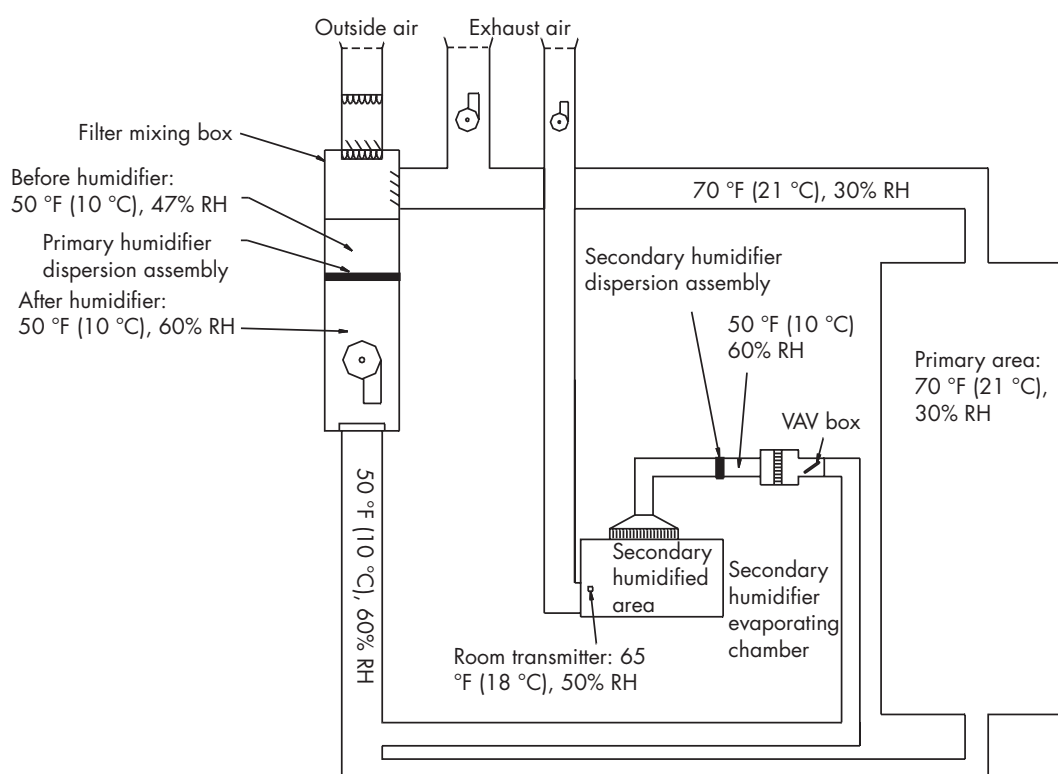 Outside air
Exhaust air
Filter mixing box
Before humidifier:
50 °F (10 °C), 47% RH
Primary humidifier
dispersion assembly
After humidifier:
50 °F (10 °C), 60% RH
70 °F (21 °C), 30% RH
Secondary humidifier
dispersion assembly
50 °F (10 °C)
60% RH
Primary area:
70 °F (21 °C),
30% RH
VAV box
50 °F (10 °C), 60% RH
Secondary
humidified
area
Secondary
humidifier
evaporating
chamber
Room transmitter: 65
°F (18 °C), 50% RH